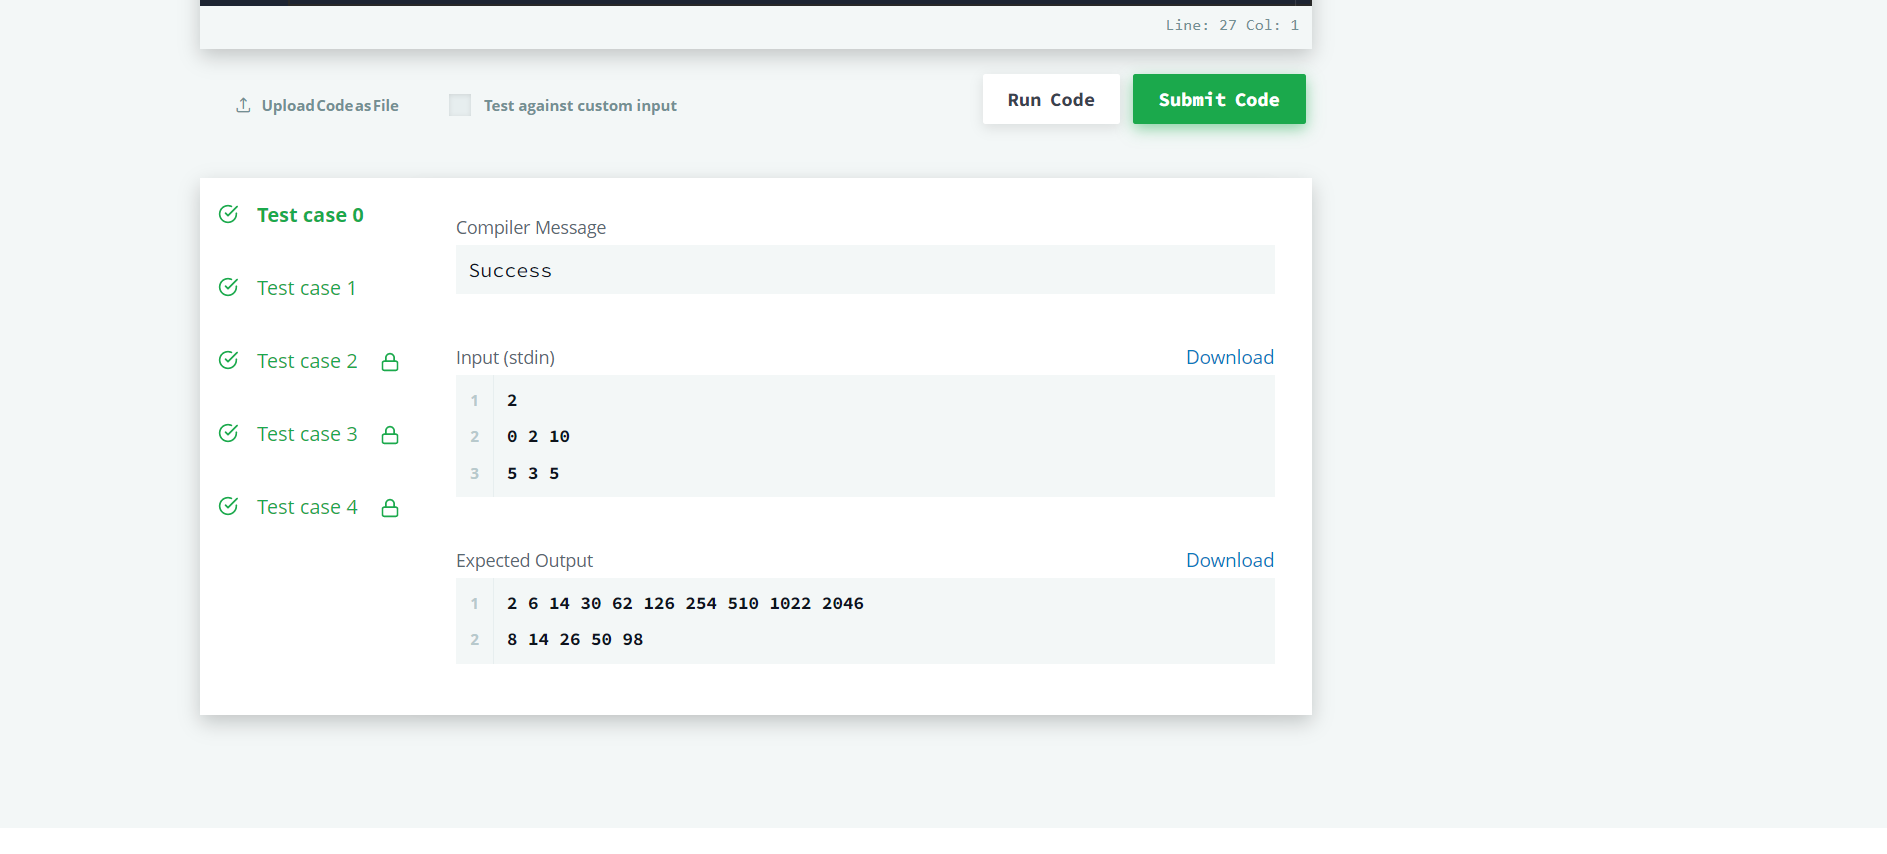 Line: 27 Col: 1
Upload Code as File
Test against custom input
Run Code
Submit Code
Test case 0
Test case 1
Test case 2
Test case 3
Test case 4
Compiler Message
Success
Input (stdin)
Download
1 2
2 0 2 10
3 5 3 5
Expected Output
Download
1 2 6 14 30 62 126 254 510 1022 2046
2 8 14 26 50 98